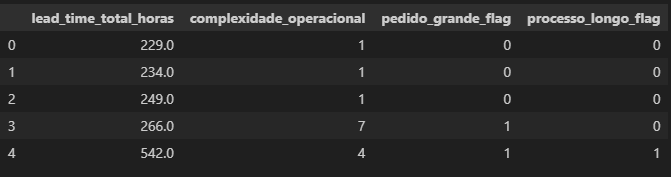 lead_time_total_horas complexidade_operacional pedido_grande_flag processo_longo_flag
0 229.0 1 0 0
1 234.0 1 0 0
2 249.0 1 0 0
3 266.0 7 1 0
4 542.0 4 1 1